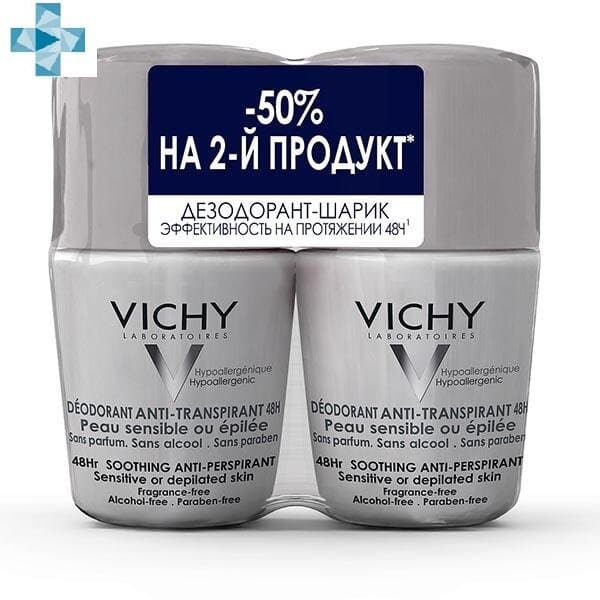 -50%
НА 2-Й ПРОДУКТ*
ДЕЗОДОРАНТ-ШАРИК
ЭФФЕКТИВНОСТЬ НА ПРОТЯЖЕНИИ 48Ч¹
VICHY
LABORATOIRES
Hypoallergénique
Hypoallergenic
DÉODORANT ANTI-TRANSPIRANT 48H
Peau sensible ou épilée
Sans parfum. Sans alcool . Sans paraben
48Hr SOOTHING ANTI-PERSPIRANT
Sensitive or depilated skin
Fragrance-free
Alcohol-free . Paraben-free
VICHY
LABORATOIRES
Hypoallergénique
Hypoallergenic
DÉODORANT ANTI-TRANSPIRANT 48H
Peau sensible ou épilée
Sans parfum. Sans alcool . Sans paraben
48Hr SOOTHING ANTI-PERSPIRANT
Sensitive or depilated skin
Fragrance-free
Alcohol-free . Paraben-free